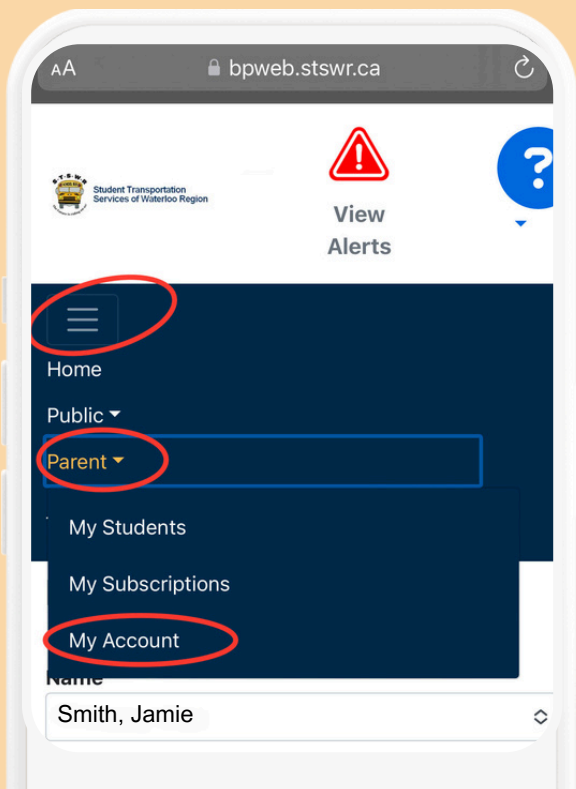 AA bpweb.stswr.ca
S·T·S·W·R
Student Transportation
Services of Waterloo Region
?
View
Alerts
Home
Public
Parent
My Students
My Subscriptions
My Account
Name
Smith, Jamie